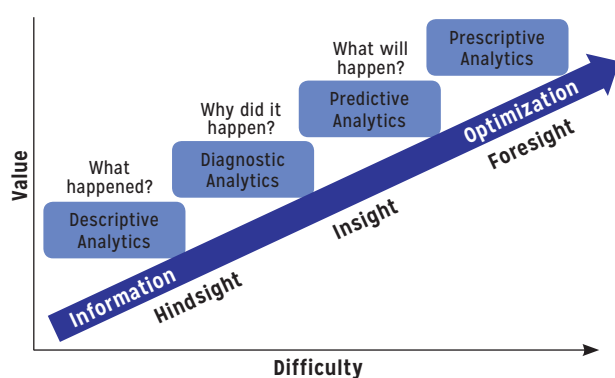 What will
happen?
Prescriptive
Analytics
Why did it
happen?
Predictive
Analytics
What
happened?
Diagnostic
Analytics
Descriptive
Analytics
Information
Optimization
Hindsight
Insight
Foresight
Value
Difficulty